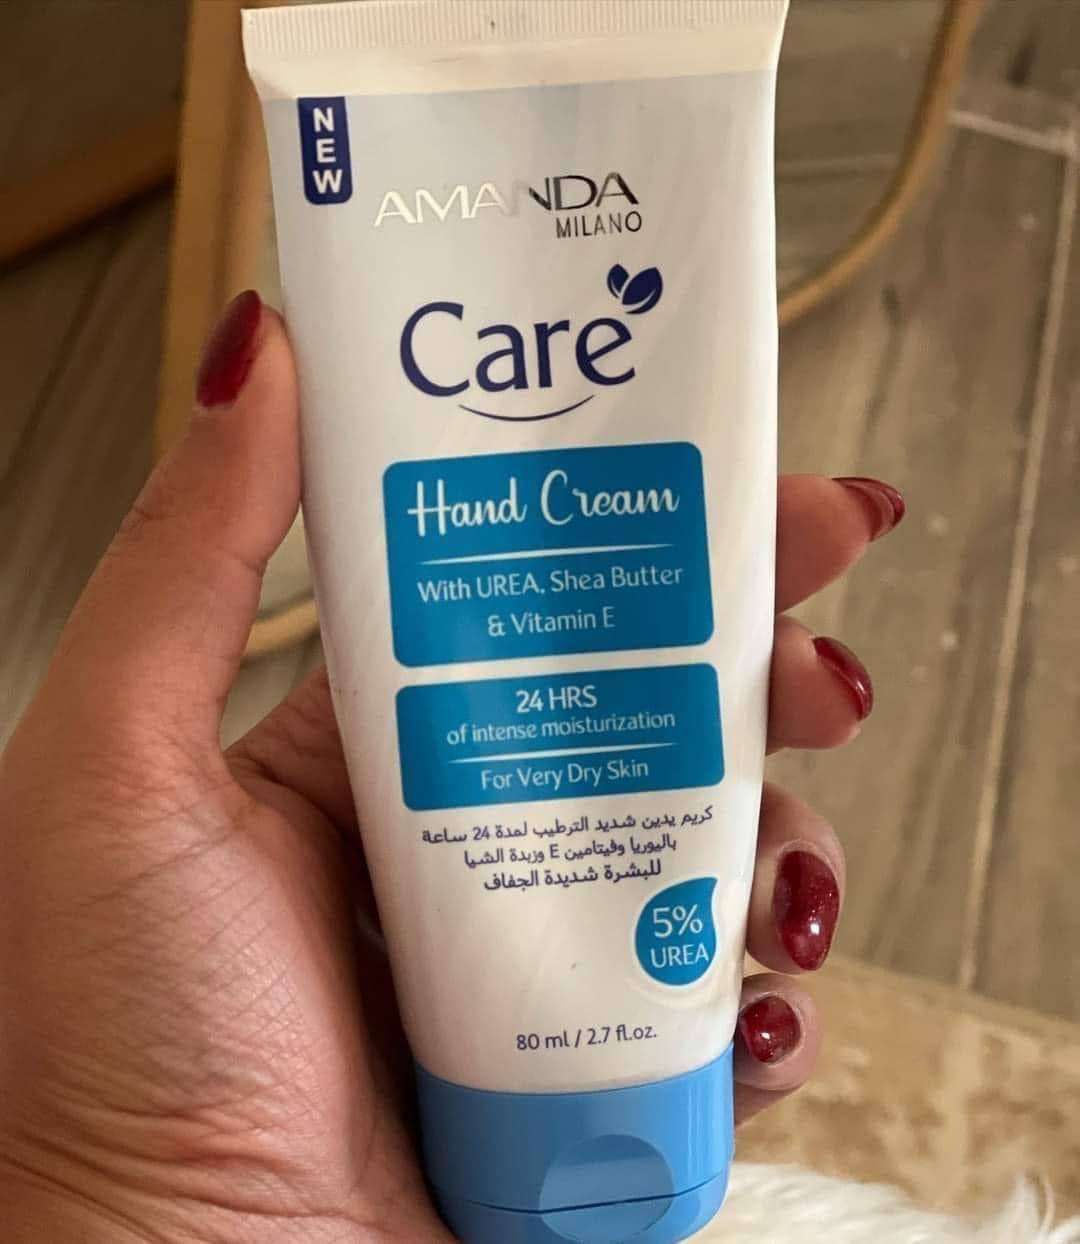 NEW
AMANDA
MILANO
Care
Hand Cream
With UREA, Shea Butter
& Vitamin E
24 HRS
of intense moisturization
For Very Dry Skin
كريم يدين شديد الترطيب لمدة 24 ساعة
باليوريا وفيتامين E وزبدة الشيا
للبشرة شديدة الجفاف
5%
UREA
80 ml / 2.7 fl.oz.